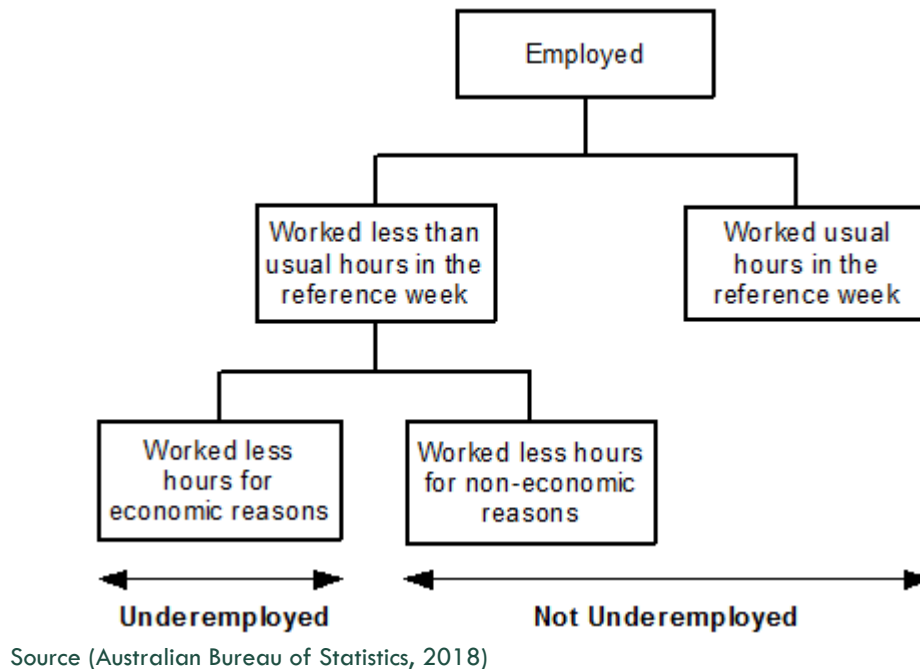 Employed
Worked less than
usual hours in the
reference week
Worked usual
hours in the
reference week
Worked less
hours for
economic reasons
Worked less hours
for non-economic
reasons
Underemployed
Not Underemployed
Source (Australian Bureau of Statistics, 2018)